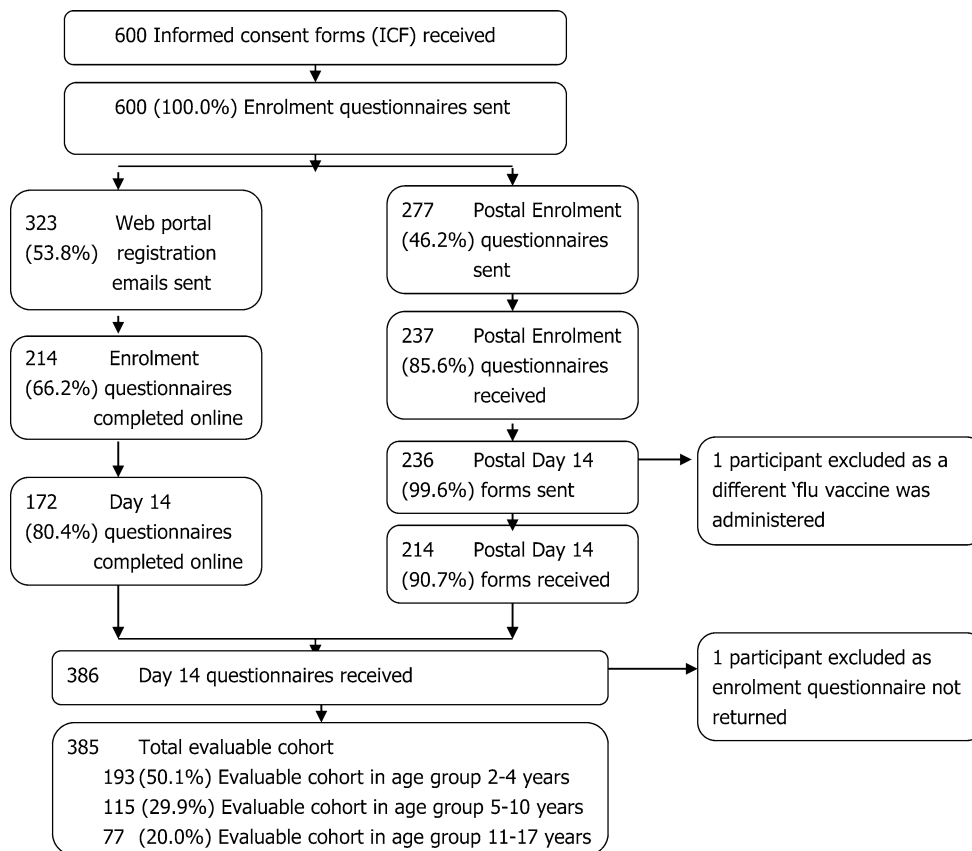 600 Informed consent forms (ICF) received
600 (100.0%) Enrolment questionnaires sent
323 Web portal
(53.8%) registration
emails sent
277 Postal Enrolment
(46.2%) questionnaires
sent
214 Enrolment
(66.2%) questionnaires
completed online
237 Postal Enrolment
(85.6%) questionnaires
received
172 Day 14
(80.4%) questionnaires
completed online
236 Postal Day 14
(99.6%) forms sent
1 participant excluded as a
different ‘flu vaccine was
administered
214 Postal Day 14
(90.7%) forms received
386 Day 14 questionnaires received
1 participant excluded as
enrolment questionnaire not
returned
385 Total evaluable cohort
193 (50.1%) Evaluable cohort in age group 2-4 years
115 (29.9%) Evaluable cohort in age group 5-10 years
77 (20.0%) Evaluable cohort in age group 11-17 years